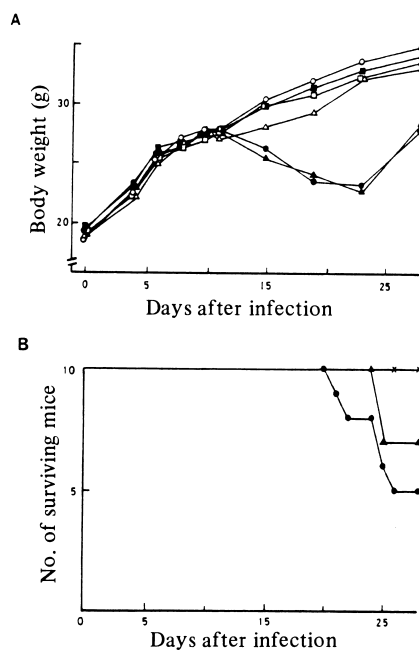 A
Body weight (g)
30
20
0 5 15 25
Days after infection
B
No. of surviving mice
10
5
0 5 15 25
Days after infection